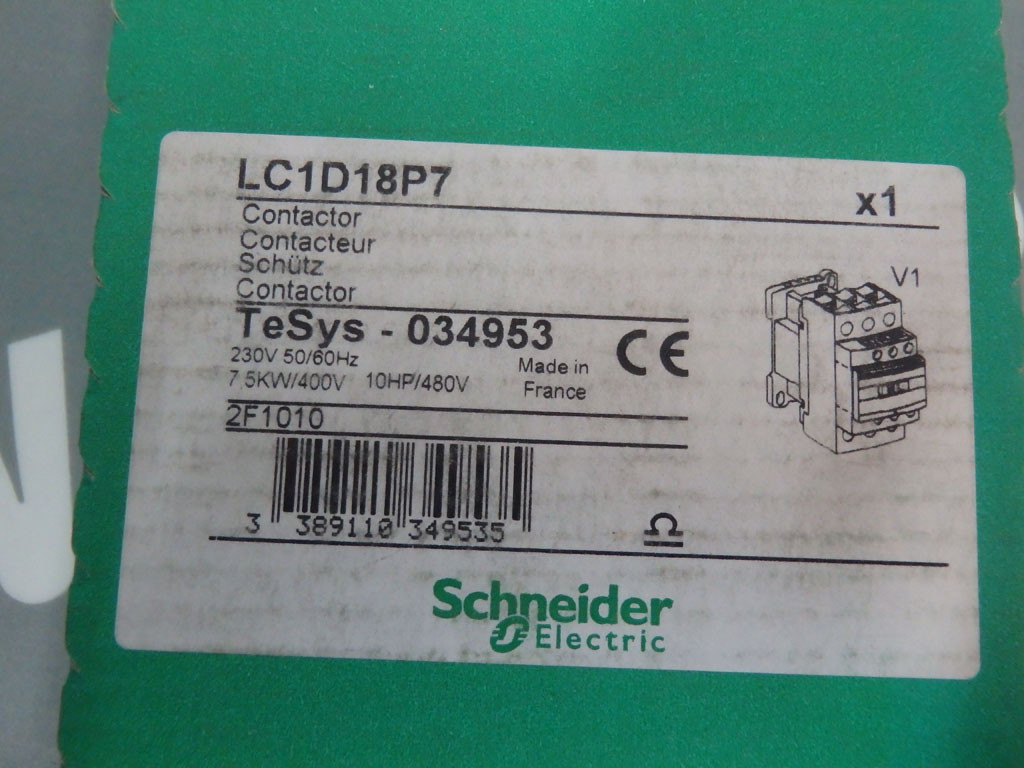 LC1D18P7
x1
Contactor
Contacteur
Schütz
Contactor
V1
TeSys - 034953
230V 50/60Hz
7,5KW/400V 10HP/480V
Made in
France
CE
2F1010
3 389110 349535
Schneider
Electric